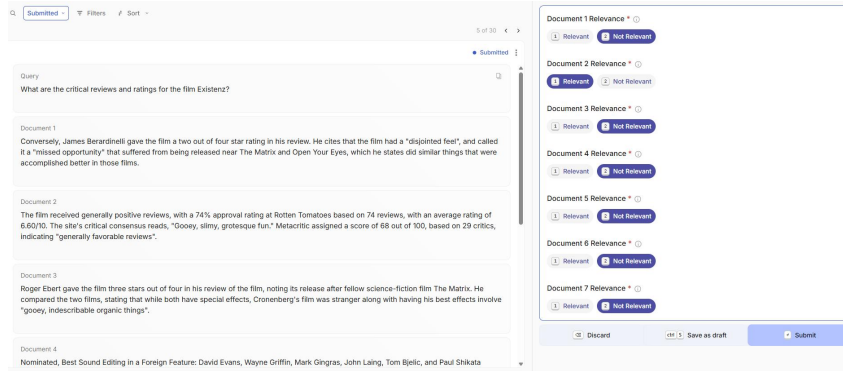 Submitted
Filters
Sort
5 of 30
Submitted
Query
What are the critical reviews and ratings for the film Existenz?
Document 1
Conversely, James Berardinelli gave the film a two out of four star rating in his review. He cites that the film had a "disjointed feel", and called
it a "missed opportunity" that suffered from being released near The Matrix and Open Your Eyes, which he states did similar things that were
accomplished better in those films.
Document 2
The film received generally positive reviews, with a 74% approval rating at Rotten Tomatoes based on 74 reviews, with an average rating of
6.60/10. The site's critical consensus reads, "Gooey, slimy, grotesque fun." Metacritic assigned a score of 68 out of 100, based on 29 critics,
indicating "generally favorable reviews".
Document 3
Roger Ebert gave the film three stars out of four in his review of the film, noting its release after fellow science-fiction film The Matrix. He
compared the two films, stating that while both have special effects, Cronenberg's film was stranger along with having his best effects involve
"gooey, indescribable organic things".
Document 4
Nominated, Best Sound Editing in a Foreign Feature: David Evans, Wayne Griffin, Mark Gingras, John Laing, Tom Bjelic, and Paul Shikata
Document 1 Relevance *
1 Relevant 2 Not Relevant
Document 2 Relevance *
1 Relevant 2 Not Relevant
Document 3 Relevance *
1 Relevant 2 Not Relevant
Document 4 Relevance *
1 Relevant 2 Not Relevant
Document 5 Relevance *
1 Relevant 2 Not Relevant
Document 6 Relevance *
1 Relevant 2 Not Relevant
Document 7 Relevance *
1 Relevant 2 Not Relevant
Discard
ctrl S Save as draft
Submit